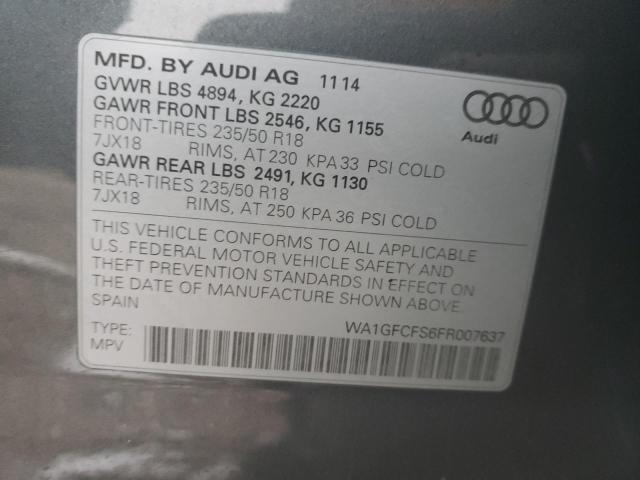 MFD. BY AUDI AG 1114
GVWR LBS 4894, KG 2220
GAWR FRONT LBS 2546, KG 1155
FRONT-TIRES 235/50 R18
7JX18 RIMS, AT 230 KPA 33 PSI COLD
GAWR REAR LBS 2491, KG 1130
REAR-TIRES 235/50 R18
7JX18 RIMS, AT 250 KPA 36 PSI COLD
Audi
THIS VEHICLE CONFORMS TO ALL APPLICABLE
U.S. FEDERAL MOTOR VEHICLE SAFETY AND
THEFT PREVENTION STANDARDS IN EFFECT ON
THE DATE OF MANUFACTURE SHOWN ABOVE.
SPAIN
WA1GFCFS6FR007637
TYPE:
MPV